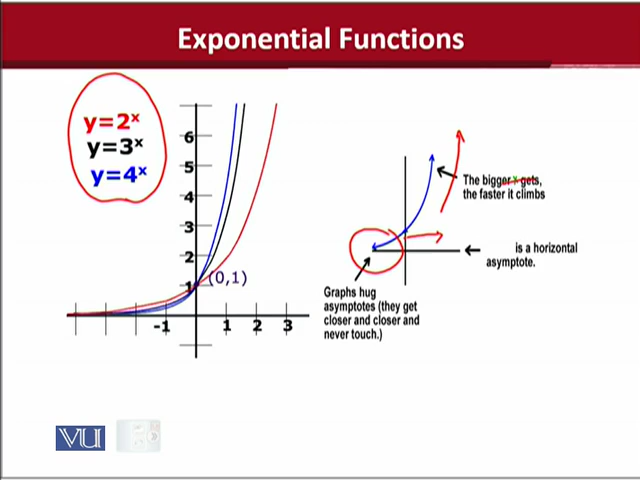 Exponential Functions
y=2ˣ
y=3ˣ
y=4ˣ
6
5
4
3
2
1
(0,1)
-1
1
2
3
The bigger x gets,
the faster it climbs
is a horizontal
asymptote.
Graphs hug
asymptotes (they get
closer and closer and
never touch.)
VU